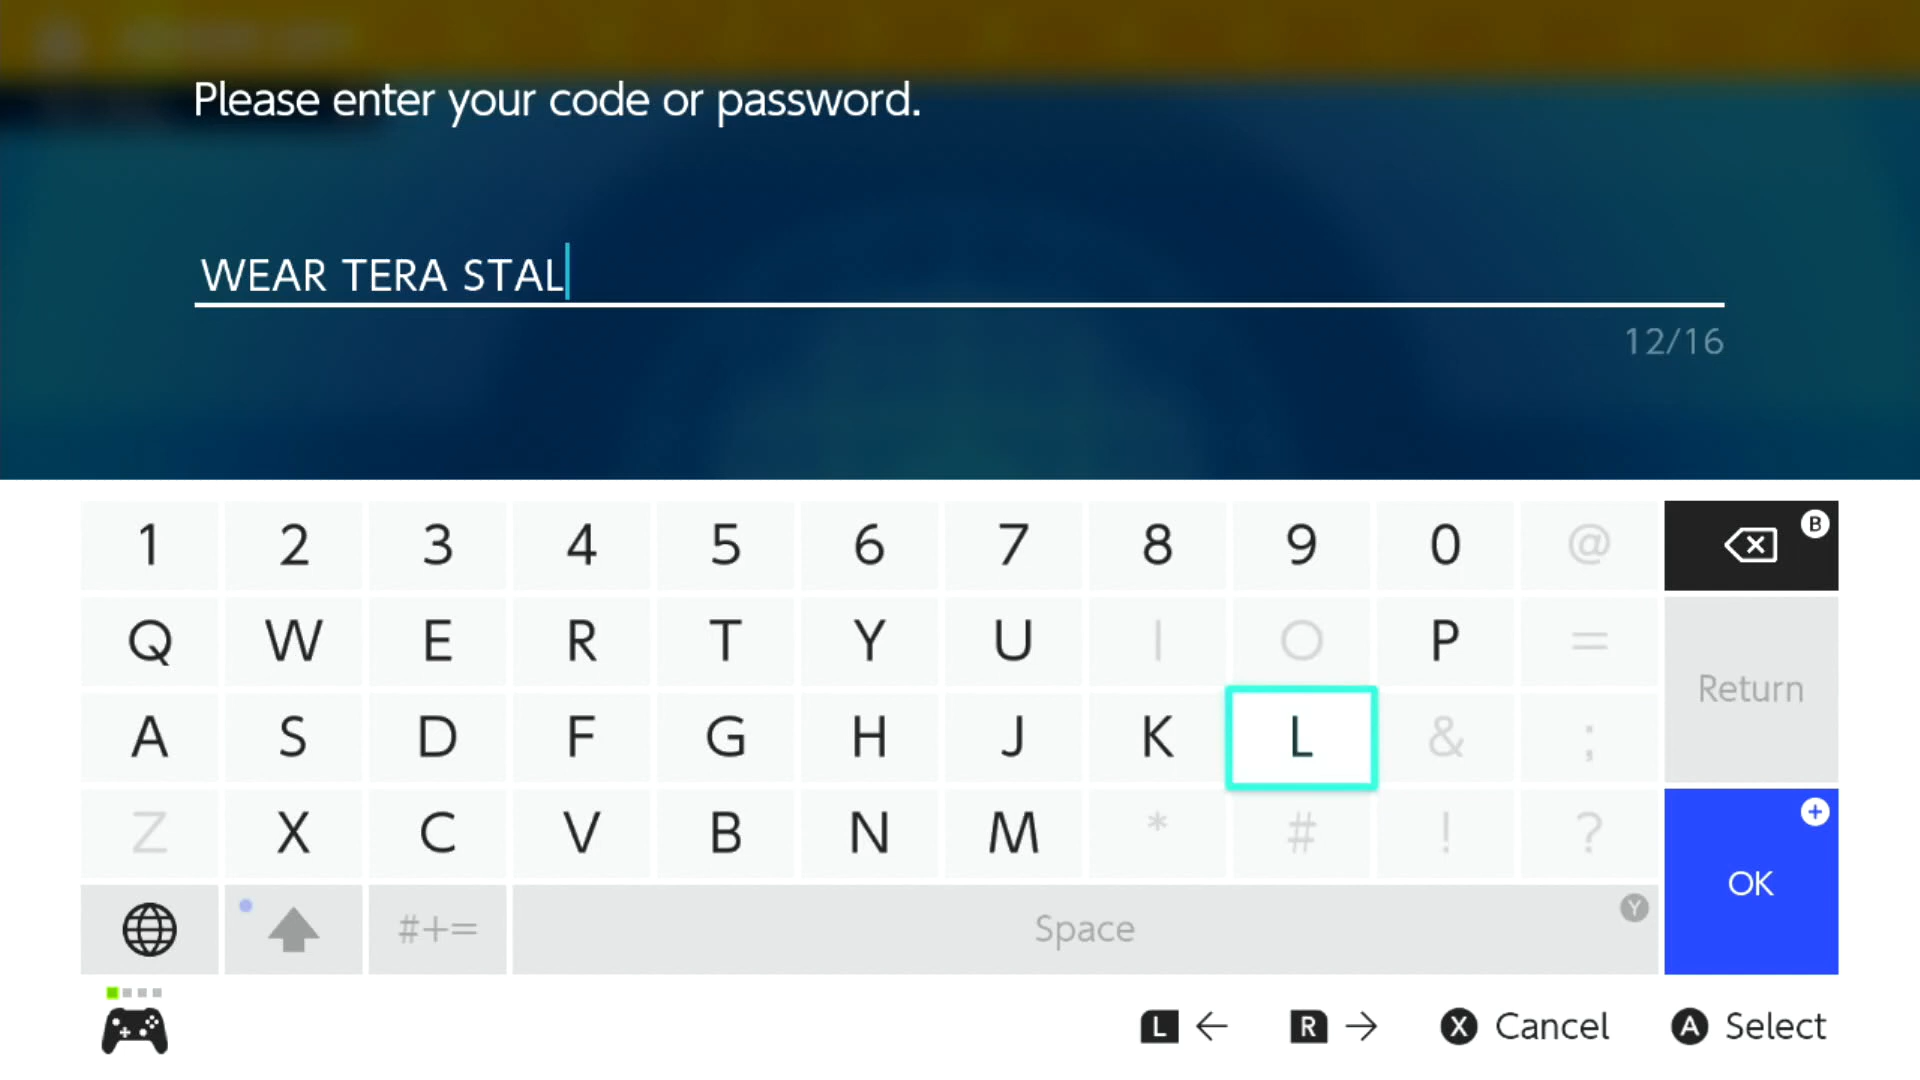 Please enter your code or password.
WEAR TERA STAL
12/16
1 2 3 4 5 6 7 8 9 0 @ B
Q W E R T Y U I O P = Return
A S D F G H J K L & ;
Z X C V B N M * # ! ? + OK
#+= Space Y
L ← R → X Cancel A Select